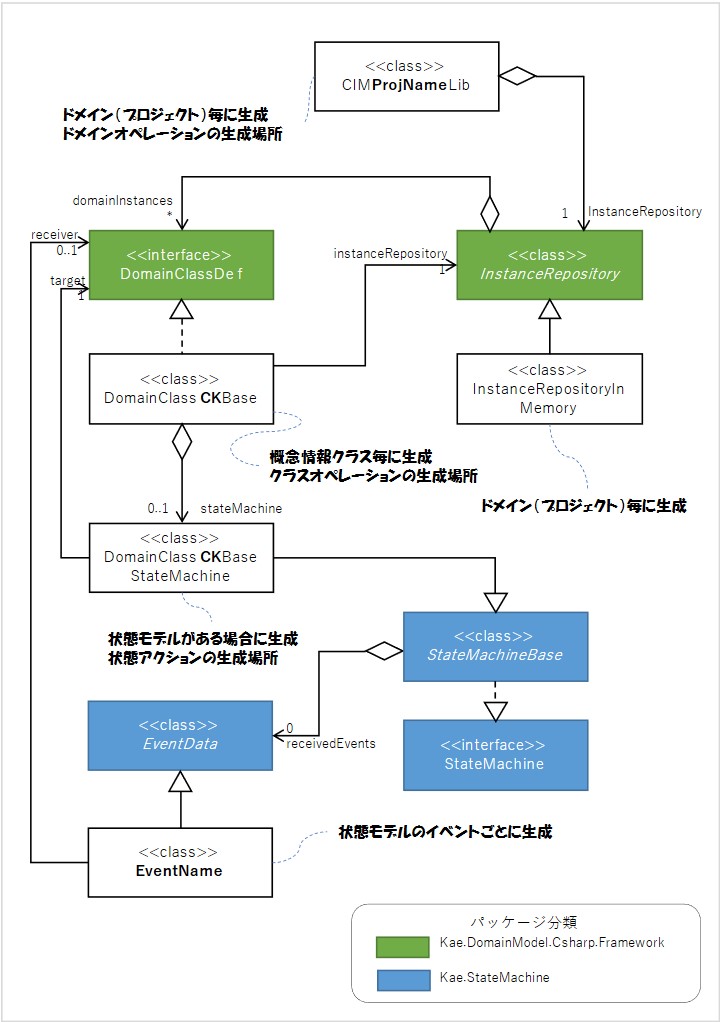 <<class>>
CIMProjNameLib
ドメイン（プロジェクト）毎に生成
ドメインオペレーションの生成場所
domainInstances
*
1
InstanceRepository
receiver
0..1
<<interface>>
DomainClassDe f
instanceRepository
1
<<class>>
InstanceRepository
target
1
<<class>>
DomainClass CKBase
<<class>>
InstanceRepositoryIn
Memory
概念情報クラス毎に生成
クラスオペレーションの生成場所
ドメイン（プロジェクト）毎に生成
0..1
stateMachine
<<class>>
DomainClass CKBase
StateMachine
状態モデルがある場合に生成
状態アクションの生成場所
<<class>>
StateMachineBase
<<class>>
EventData
0
receivedEvents
<<interface>>
StateMachine
<<class>>
EventName
状態モデルのイベントごとに生成
パッケージ分類
Kae.DomainModel.Csharp.Framework
Kae.StateMachine